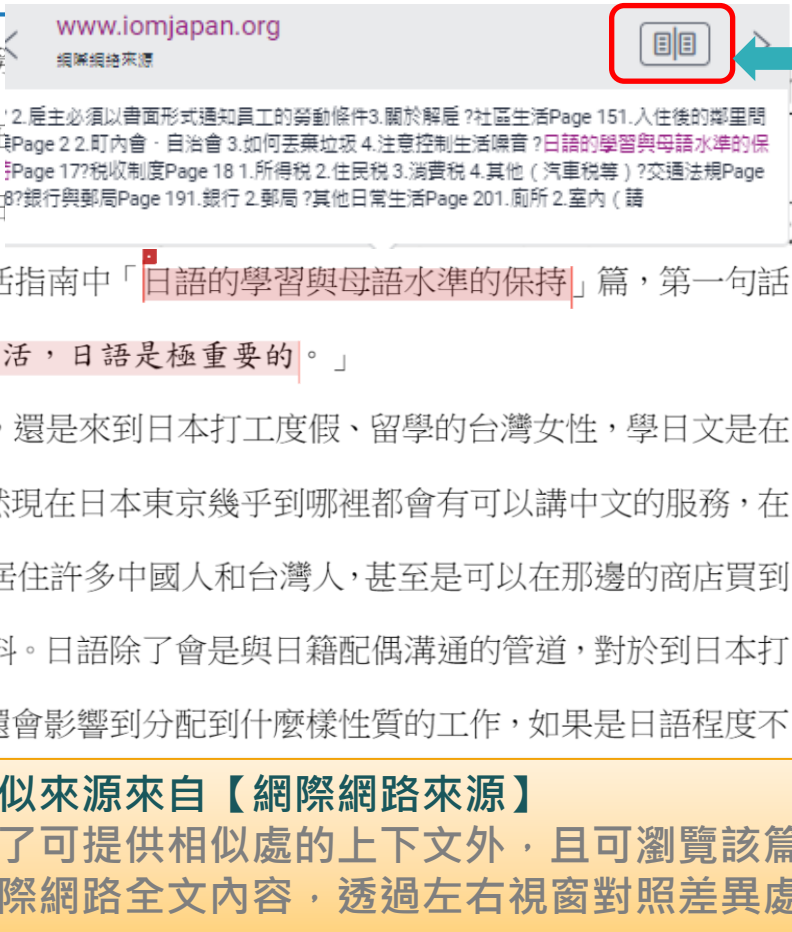 www.iomjapan.org
網際網絡來源
2.雇主必須以書面形式通知員工的勞動條件3.關於解雇 ?社區生活Page 151.入住後的鄰里問
Page 2 2.町內會・自治會 3.如何丟棄垃圾 4.注意控制生活噪音 ?日語的學習與母語水準的保
Page 17?稅收制度Page 18 1.所得稅 2.住民稅 3.消費稅 4.其他（汽車稅等）?交通法規Page
8?銀行與郵局Page 191.銀行 2.郵局 ?其他日常生活Page 201.廁所 2.室內（請
活指南中「日語的學習與母語水準的保持」篇，第一句話
活，日語是極重要的。」
，還是來到日本打工度假、留學的台灣女性，學日文是在
然現在日本東京幾乎到哪裡都會有可以講中文的服務，在
居住許多中國人和台灣人，甚至是可以在那邊的商店買到
料。日語除了會是與日籍配偶溝通的管道，對於到日本打
還會影響到分配到什麼樣性質的工作，如果是日語程度不
似來源來自【網際網路來源】
了可提供相似處的上下文外，且可瀏覽該篇
際網路全文內容，透過左右視窗對照差異處